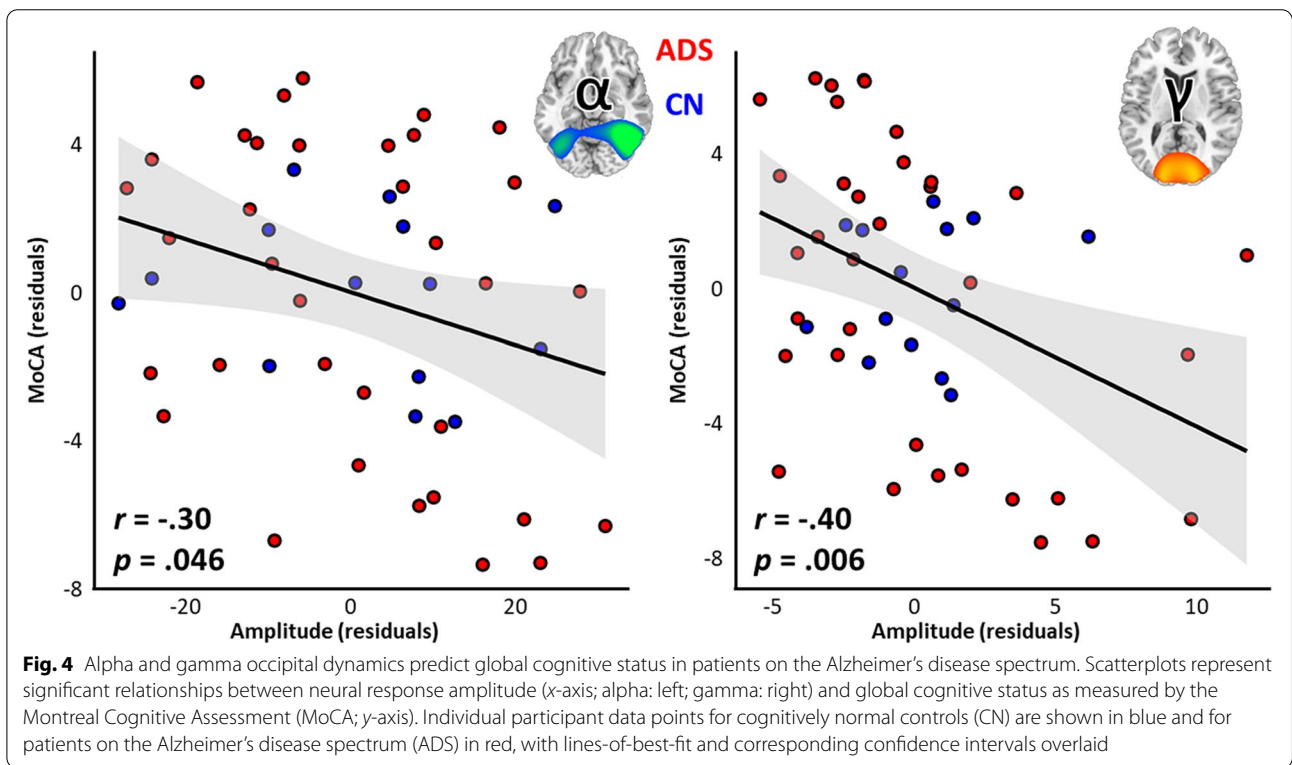 ADS
CN
α
γ
4
0
-4
-8
MoCA (residuals)
r = -.30
p = .046
-20
0
20
Amplitude (residuals)
4
0
-4
-8
MoCA (residuals)
r = -.40
p = .006
-5
0
5
10
Amplitude (residuals)
Fig. 4 Alpha and gamma occipital dynamics predict global cognitive status in patients on the Alzheimer’s disease spectrum. Scatterplots represent
significant relationships between neural response amplitude (x-axis; alpha: left; gamma: right) and global cognitive status as measured by the
Montreal Cognitive Assessment (MoCA; y-axis). Individual participant data points for cognitively normal controls (CN) are shown in blue and for
patients on the Alzheimer’s disease spectrum (ADS) in red, with lines-of-best-fit and corresponding confidence intervals overlaid